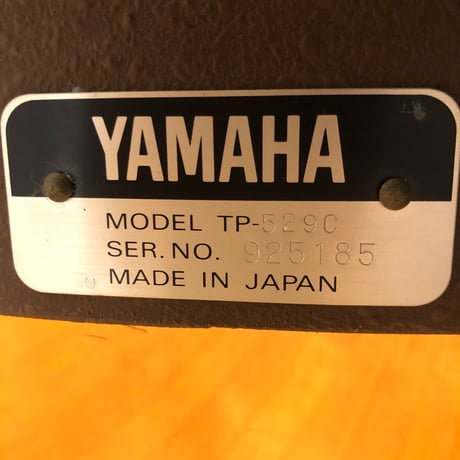 YAMAHA
MODEL TP-529C
SER. NO. 925185
MADE IN JAPAN